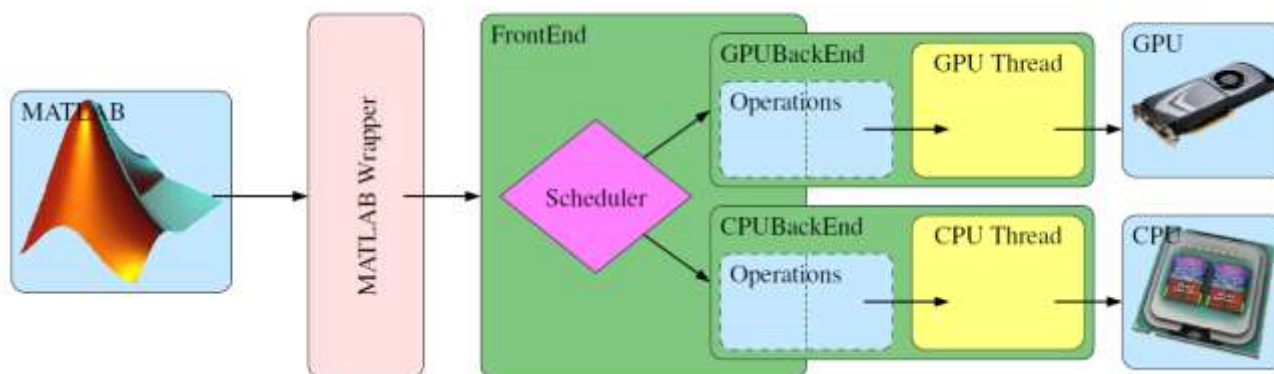 MATLAB
MATLAB Wrapper
FrontEnd
Scheduler
GPUBackEnd
Operations
GPU Thread
GPU
CPUBackEnd
Operations
CPU Thread
CPU